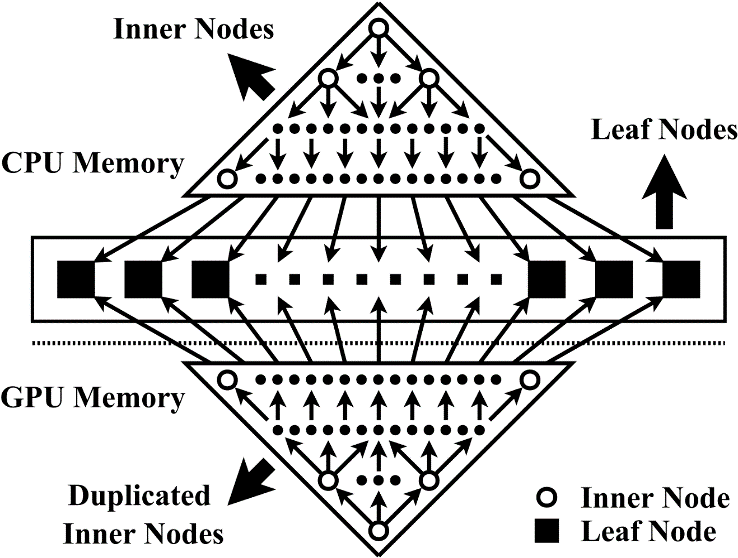 Inner Nodes
Leaf Nodes
CPU Memory
GPU Memory
Duplicated
Inner Nodes
Inner Node
Leaf Node